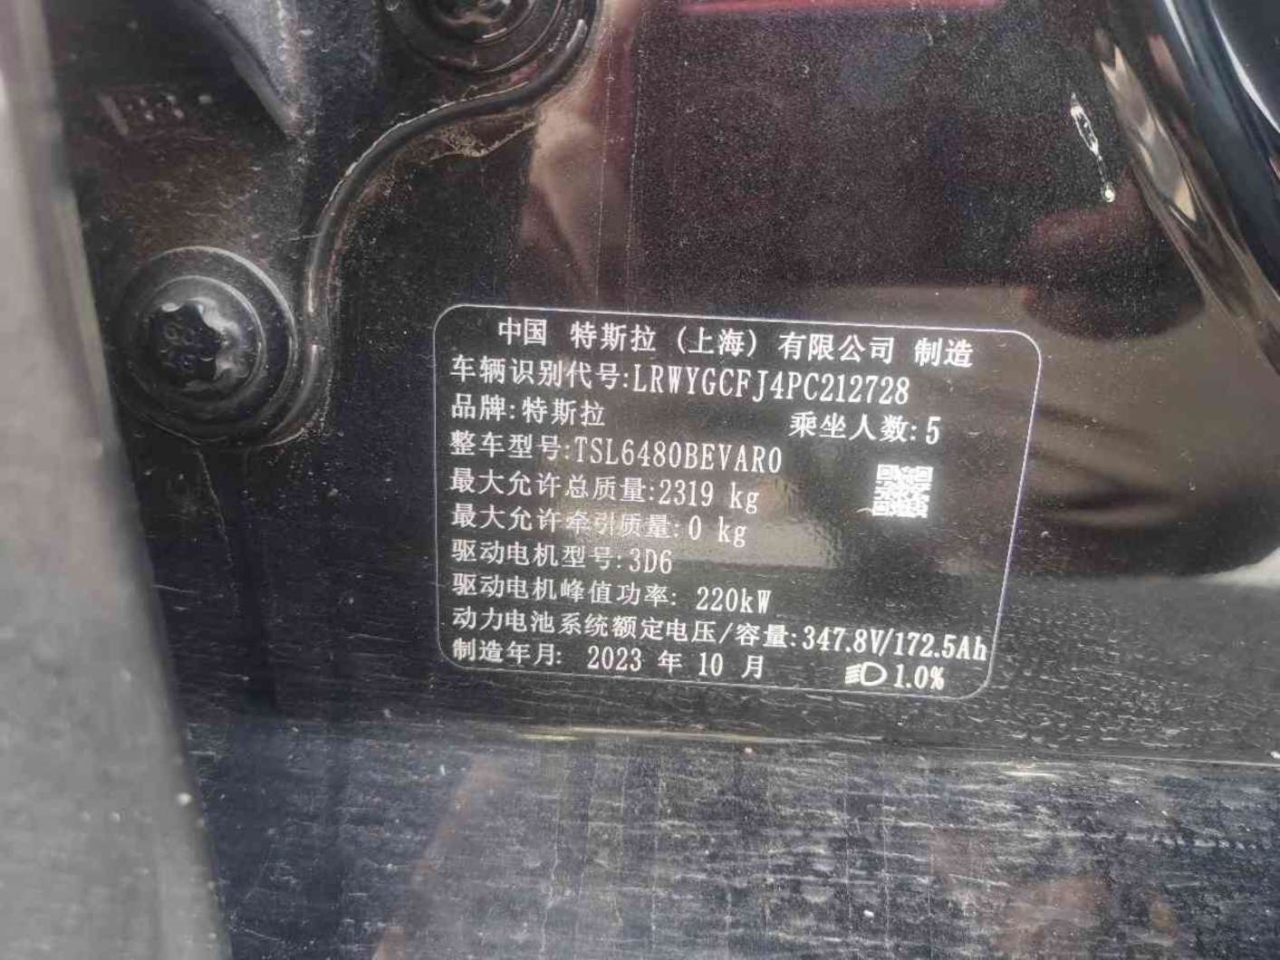 中国 特斯拉（上海）有限公司 制造
车辆识别代号:LRWYGCFJ4PC212728
品牌:特斯拉 乘坐人数:5
整车型号:TSL6480BEVAR0
最大允许总质量:2319 kg
最大允许牵引质量:0 kg
驱动电机型号:3D6
驱动电机峰值功率: 220kW
动力电池系统额定电压/容量:347.8V/172.5Ah
制造年月: 2023 年 10 月 1.0%